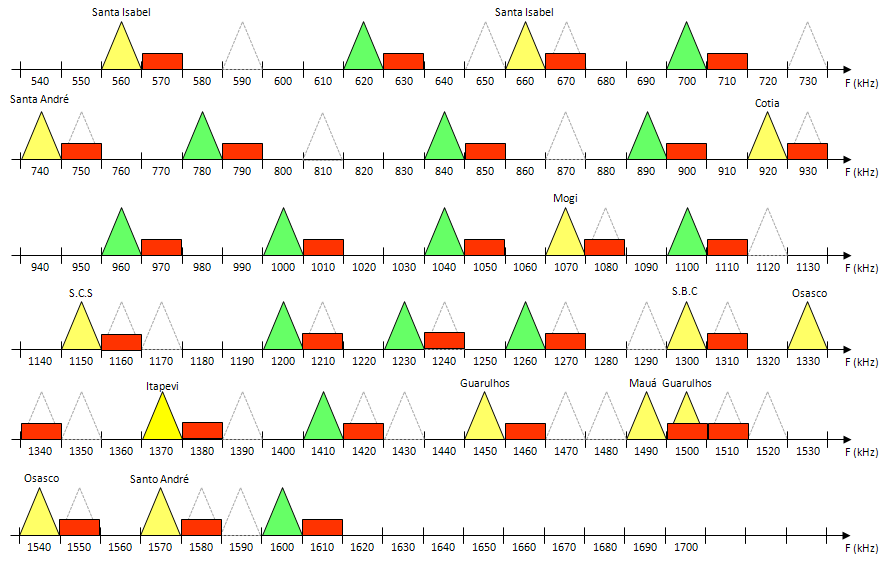 Santa Isabel Santa Isabel
540 550 560 570 580 590 600 610 620 630 640 650 660 670 680 690 700 710 720 730 F (kHz)
Santa André Cotia
740 750 760 770 780 790 800 810 820 830 840 850 860 870 880 890 900 910 920 930 F (kHz)
Mogi
940 950 960 970 980 990 1000 1010 1020 1030 1040 1050 1060 1070 1080 1090 1100 1110 1120 1130 F (kHz)
S.C.S S.B.C Osasco
1140 1150 1160 1170 1180 1190 1200 1210 1220 1230 1240 1250 1260 1270 1280 1290 1300 1310 1320 1330 F (kHz)
Itapevi Guarulhos Mauá Guarulhos
1340 1350 1360 1370 1380 1390 1400 1410 1420 1430 1440 1450 1460 1470 1480 1490 1500 1510 1520 1530 F (kHz)
Osasco Santo André
1540 1550 1560 1570 1580 1590 1600 1610 1620 1630 1640 1650 1660 1670 1680 1690 1700 F (kHz)